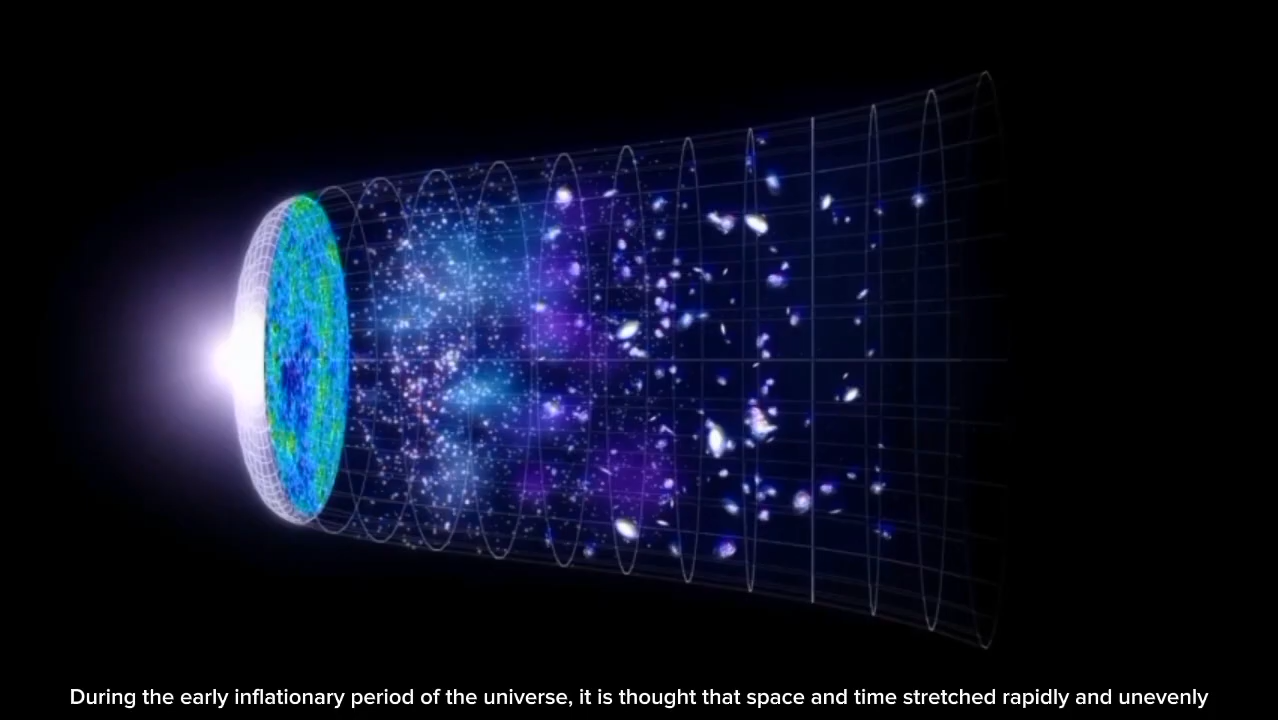 During the early inflationary period of the universe, it is thought that space and time stretched rapidly and unevenly